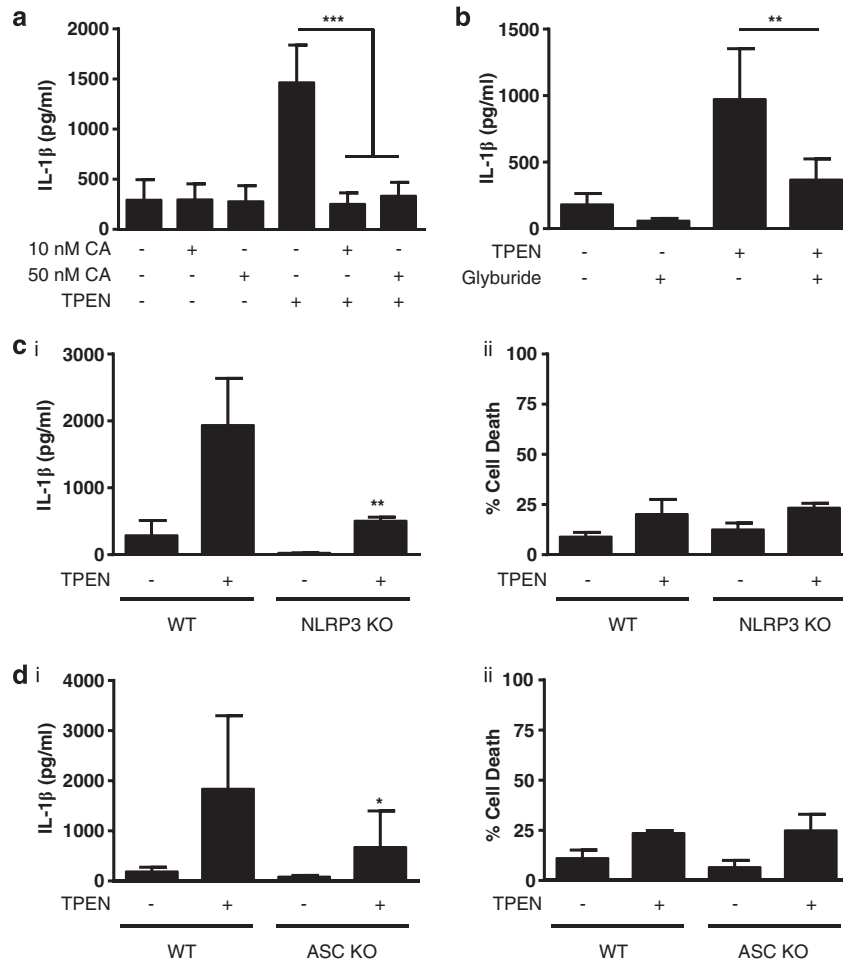 a
***
IL-1β (pg/ml)
2000
1500
1000
500
0
10 nM CA - + - - + -
50 nM CA - - + - - +
TPEN - - - + + +
b
**
IL-1β (pg/ml)
1500
1000
500
0
TPEN - - + +
Glyburide - + - +
c i
IL-1β (pg/ml)
3000
2000
1000
0
**
TPEN - + - +
WT NLRP3 KO
ii
% Cell Death
100
75
50
25
0
TPEN - + - +
WT NLRP3 KO
d i
IL-1β (pg/ml)
4000
3000
2000
1000
0
*
TPEN - + - +
WT ASC KO
ii
% Cell Death
100
75
50
25
0
TPEN - + - +
WT ASC KO